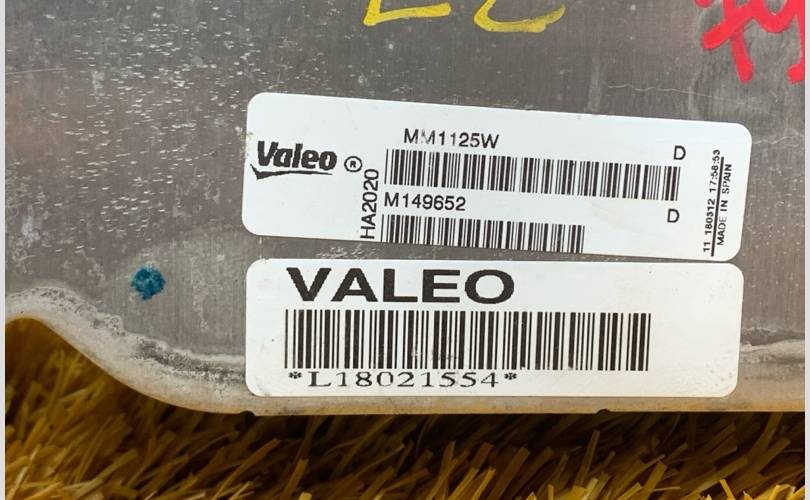 MM1125W
D
Valeo ®
HA2020
M149652
D
11 180312 17:58:53
MADE IN SPAIN
VALEO
*L18021554*